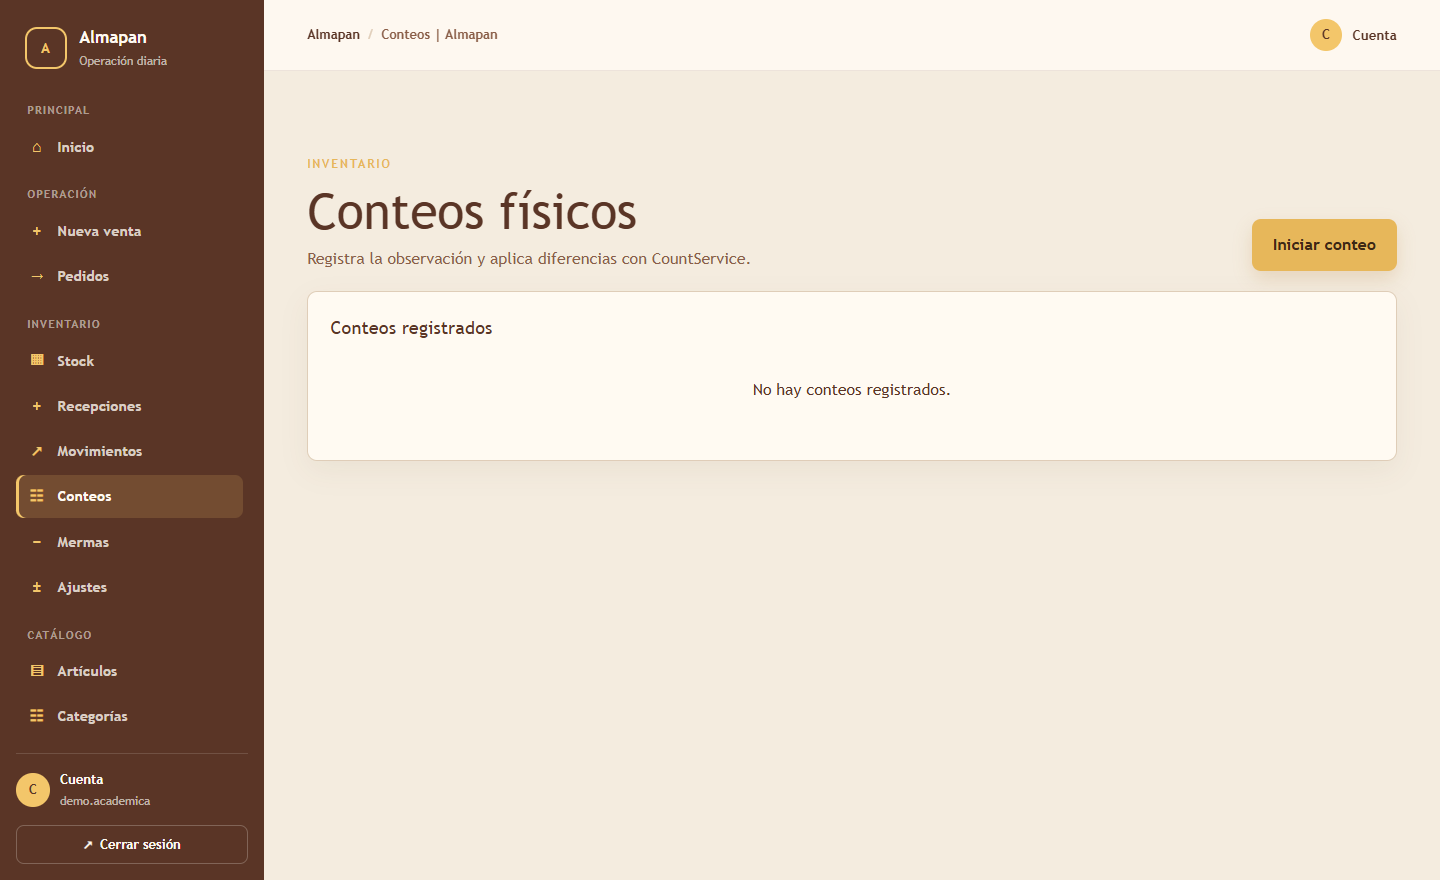 A
Almapan
Operación diaria
PRINCIPAL
⌂ Inicio
OPERACIÓN
+ Nueva venta
→ Pedidos
INVENTARIO
▦ Stock
+ Recepciones
↗ Movimientos
☷ Conteos
− Mermas
± Ajustes
CATÁLOGO
▤ Artículos
☷ Categorías
C
Cuenta
demo.academica
↗ Cerrar sesión
Almapan / Conteos | Almapan
C Cuenta
INVENTARIO
Conteos físicos
Registra la observación y aplica diferencias con CountService.
Iniciar conteo
Conteos registrados
No hay conteos registrados.